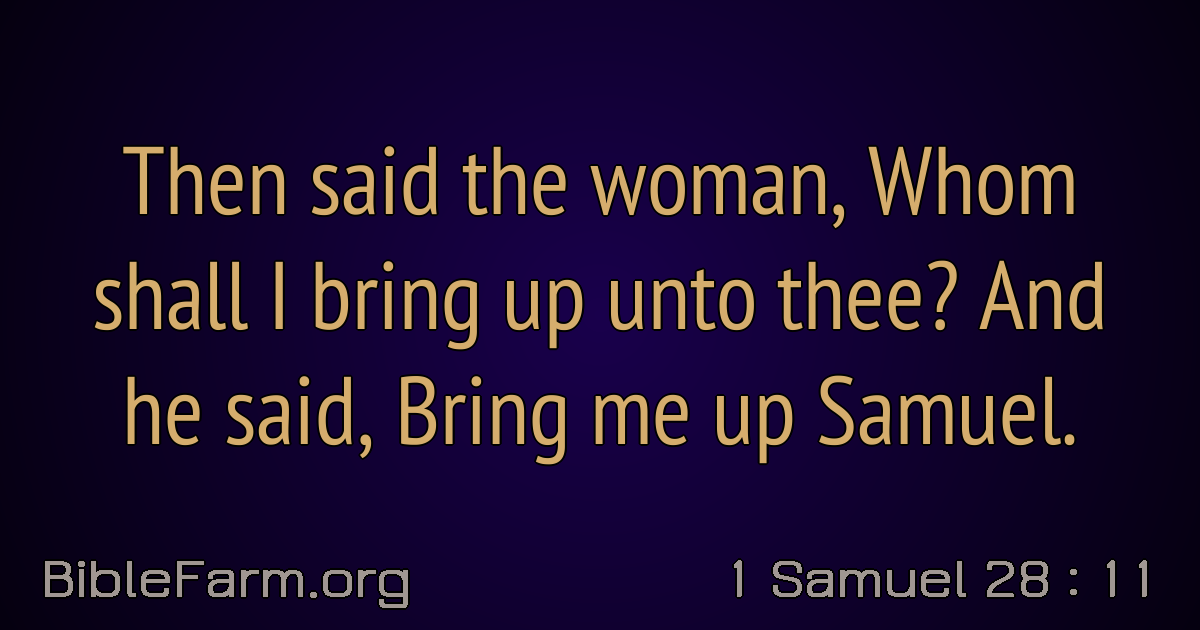 Then said the woman, Whom
shall I bring up unto thee? And
he said, Bring me up Samuel.
BibleFarm.org
1 Samuel 28 : 11